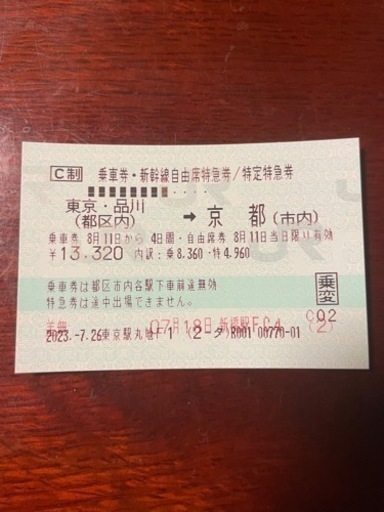 C制 乗車券・新幹線自由席特急券/特定特急券
東京・品川 → 京都(市内)
(都区内)
乗車券 8月11日から 4日間・自由席券 8月11日当日限り有効
¥13,320 内訳:乗8,360・特4,960
乗車券は都区市内各駅下車前途無効
特急券は途中出場できません。
乗変
C02
07月18日 新橋駅FC4 (2)
2023.-7.26東京駅丸地F1 (2-タ)R001 00770-01